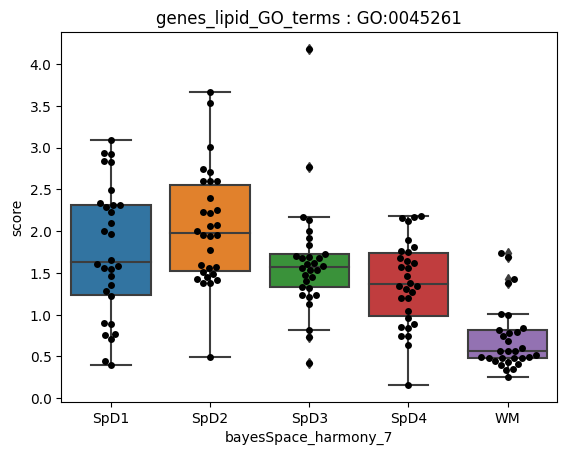 genes_lipid_GO_terms : GO:0045261
score
4.0
3.5
3.0
2.5
2.0
1.5
1.0
0.5
0.0
SpD1 SpD2 SpD3 SpD4 WM
bayesSpace_harmony_7